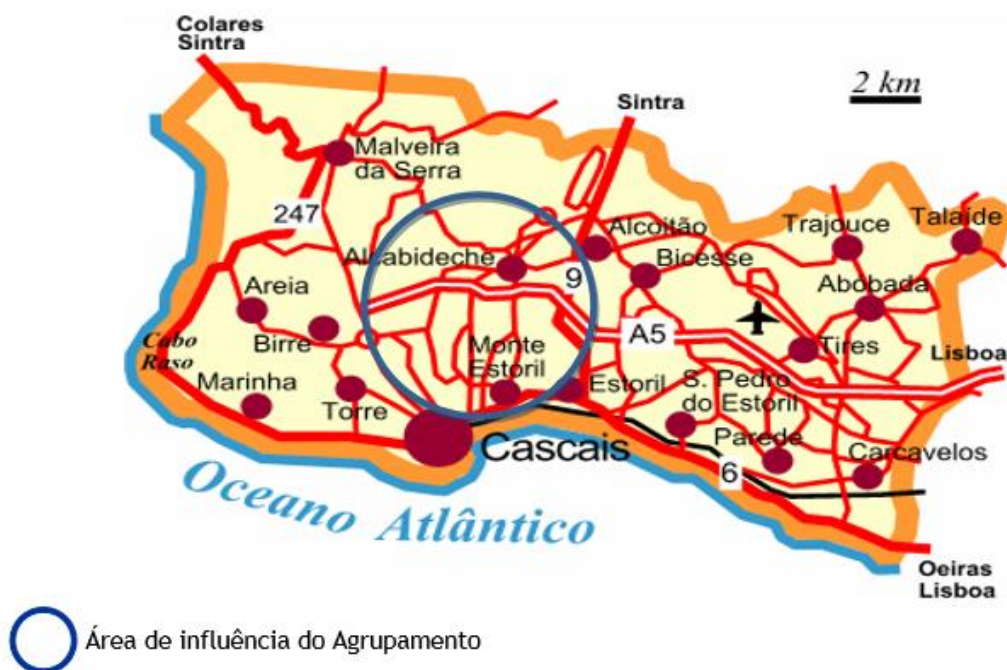 Colares
Sintra
2 km
Sintra
Malveira
da Serra
247
Alcoitão
Trajouce
Talaíde
Alcabideche
Bicesse
9
Areia
Abobada
Birre
A5
Cabo
Raso
Monte
Estoril
Tires
Lisboa
Marinha
Torre
Estoril
S. Pedro
do Estoril
Cascais
Parede
Carcavelos
6
Oceano Atlântico
Oeiras
Lisboa
Área de influência do Agrupamento